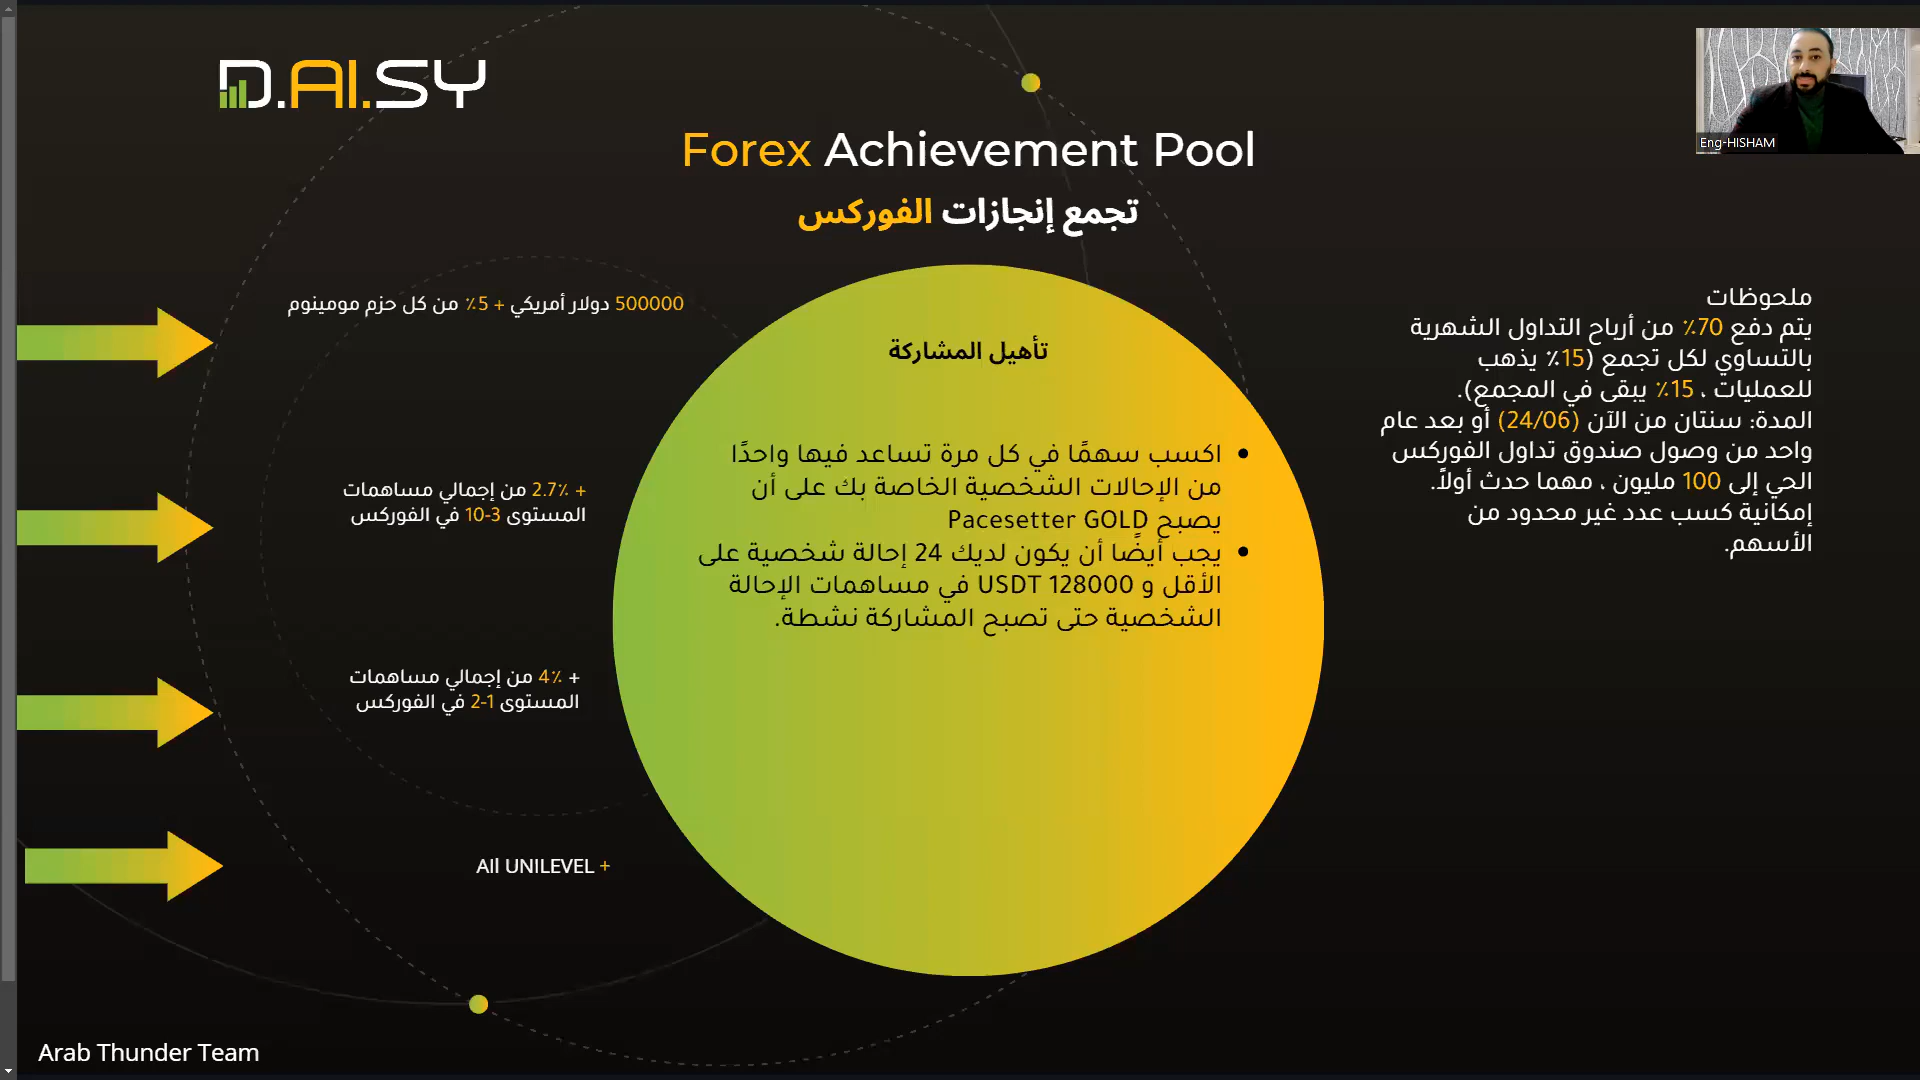 D.AI.SY
Eng-HISHAM
Forex Achievement Pool
تجمع إنجازات الفوركس
500000 دولار أمريكي + 5٪ من كل حزم مومينوم
+ 2.7٪ من إجمالي مساهمات
المستوى 3-10 في الفوركس
+ 4٪ من إجمالي مساهمات
المستوى 1-2 في الفوركس
All UNILEVEL +
تأهيل المشاركة
• اكسب سهمًا في كل مرة تساعد فيها واحدًا
من الإحالات الشخصية الخاصة بك على أن
يصبح Pacesetter GOLD
• يجب أيضًا أن يكون لديك 24 إحالة شخصية على
الأقل و 128000 USDT في مساهمات الإحالة
الشخصية حتى تصبح المشاركة نشطة.
ملحوظات
يتم دفع 70٪ من أرباح التداول الشهرية
بالتساوي لكل تجمع (15٪ يذهب
للعمليات ، 15٪ يبقى في المجمع).
المدة: سنتان من الآن (24/06) أو بعد عام
واحد من وصول صندوق تداول الفوركس
الحي إلى 100 مليون ، مهما حدث أولاً.
إمكانية كسب عدد غير محدود من
الأسهم.
Arab Thunder Team